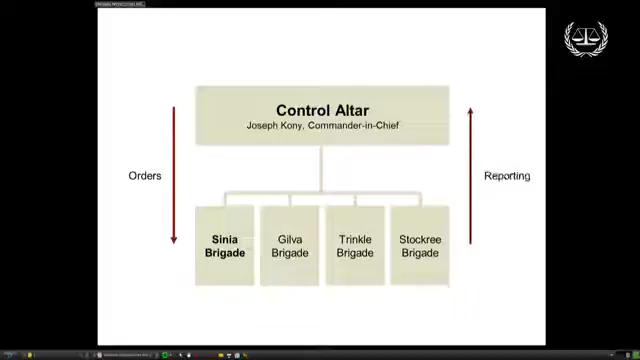 Control Altar
Joseph Kony, Commander-in-Chief
Orders
Reporting
Sinia
Brigade
Gilva
Brigade
Trinkle
Brigade
Stockree
Brigade